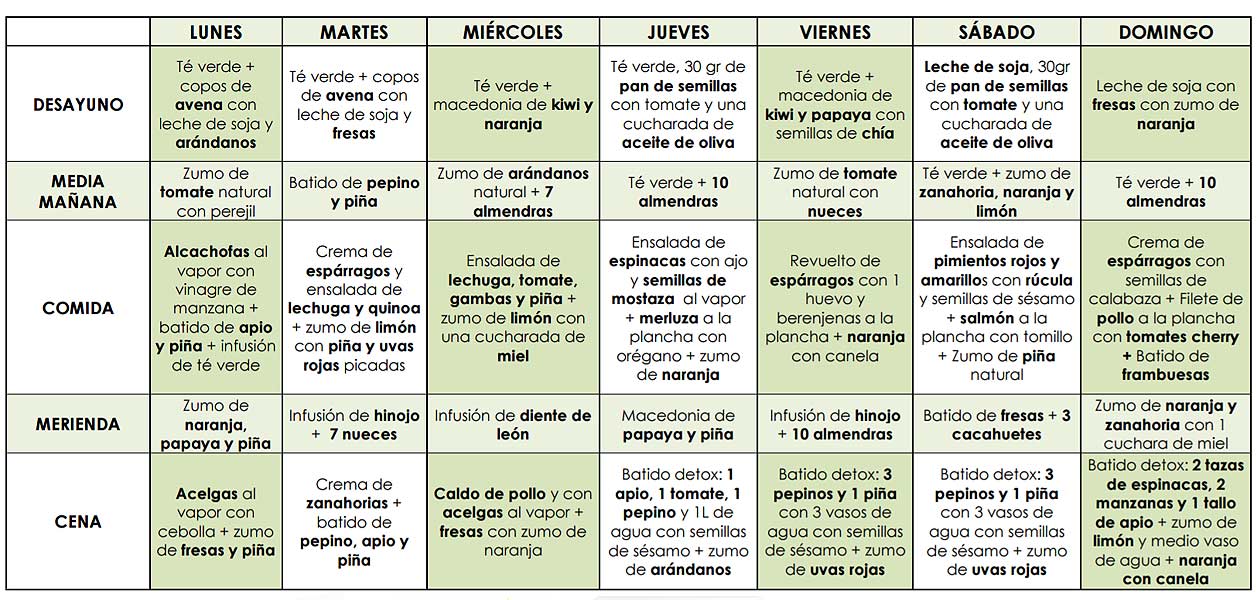 LUNES
MARTES
MIÉRCOLES
JUEVES
VIERNES
SÁBADO
DOMINGO
DESAYUNO
Té verde +
copos de
avena con
leche de soja y
arándanos
Té verde + copos
de avena con
leche de soja y
fresas
Té verde +
macedonia de kiwi y
naranja
Té verde, 30 gr de
pan de semillas
con tomate y una
cucharada de
aceite de oliva
Té verde +
macedonia de
kiwi y papaya con
semillas de chía
Leche de soja, 30gr
de pan de semillas
con tomate y una
cucharada de
aceite de oliva
Leche de soja con
fresas con zumo de
naranja
MEDIA
MAÑANA
Zumo de
tomate natural
con perejil
Batido de pepino
y piña
Zumo de arándanos
natural + 7
almendras
Té verde + 10
almendras
Zumo de tomate
natural con
nueces
Té verde + zumo de
zanahoria, naranja y
limón
Té verde + 10
almendras
COMIDA
Alcachofas al
vapor con
vinagre de
manzana +
batido de apio
y piña + infusión
de té verde
Crema de
espárragos y
ensalada de
lechuga y quinoa
+ zumo de limón
con piña y uvas
rojas picadas
Ensalada de
lechuga, tomate,
gambas y piña +
zumo de limón con
una cucharada de
miel
Ensalada de
espinacas con ajo
y semillas de
mostaza al vapor
+ merluza a la
plancha con
orégano + zumo
de naranja
Revuelto de
espárragos con 1
huevo y
berenjenas a la
plancha + naranja
con canela
Ensalada de
pimientos rojos y
amarillos con rúcula
y semillas de sésamo
+ salmón a la
plancha con tomillo
+ Zumo de piña
natural
Crema de
espárragos con
semillas de
calabaza + Filete de
pollo a la plancha
con tomates cherry
+ Batido de
frambuesas
MERIENDA
Zumo de
naranja,
papaya y piña
Infusión de hinojo
+ 7 nueces
Infusión de diente de
león
Macedonia de
papaya y piña
Infusión de hinojo
+ 10 almendras
Batido de fresas + 3
cacahuetes
Zumo de naranja y
zanahoria con 1
cuchara de miel
CENA
Acelgas al
vapor con
cebolla + zumo
de fresas y piña
Crema de
zanahorias +
batido de
pepino, apio y
piña
Caldo de pollo y con
acelgas al vapor +
fresas con zumo de
naranja
Batido detox: 1
apio, 1 tomate, 1
pepino y 1L de
agua con semillas
de sésamo + zumo
de arándanos
Batido detox: 3
pepinos y 1 piña
con 3 vasos de
agua con semillas
de sésamo + zumo
de uvas rojas
Batido detox: 3
pepinos y 1 piña
con 3 vasos de
agua con semillas
de sésamo + zumo
de uvas rojas
Batido detox: 2 tazas
de espinacas, 2
manzanas y 1 tallo
de apio + zumo de
limón y medio vaso
de agua + naranja
con canela